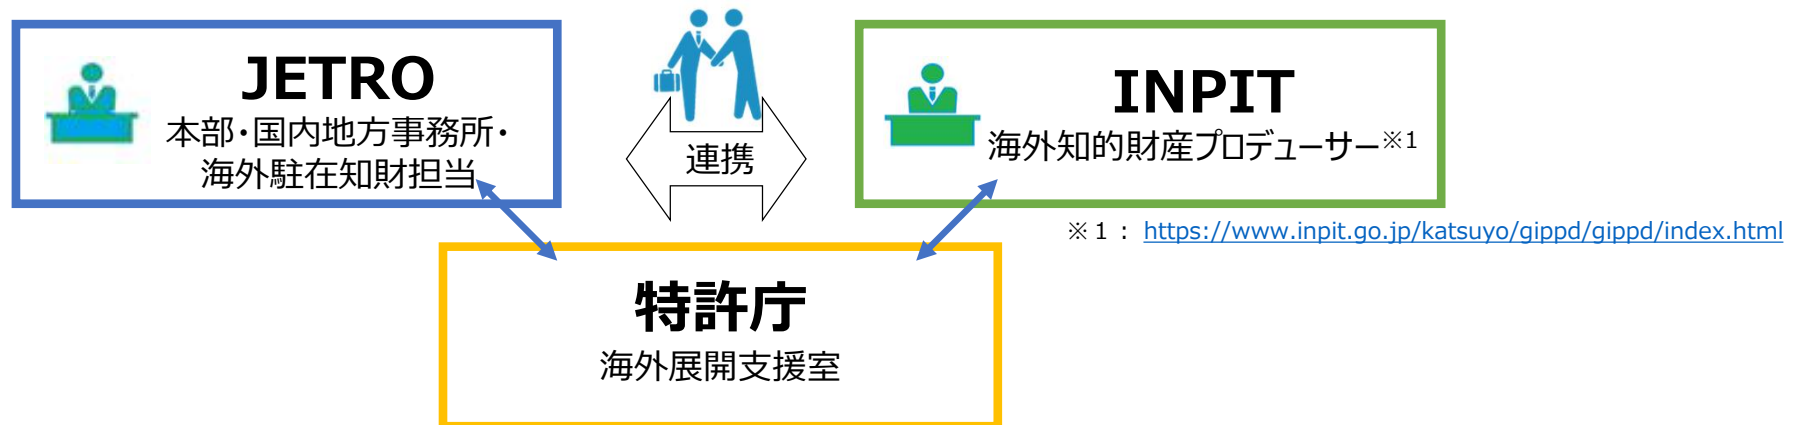 JETRO
本部・国内地方事務所・
海外駐在知財担当
連携
INPIT
海外知的財産プロデューサー※1
※1：https://www.inpit.go.jp/katsuyo/gippd/gippd/index.html
特許庁
海外展開支援室